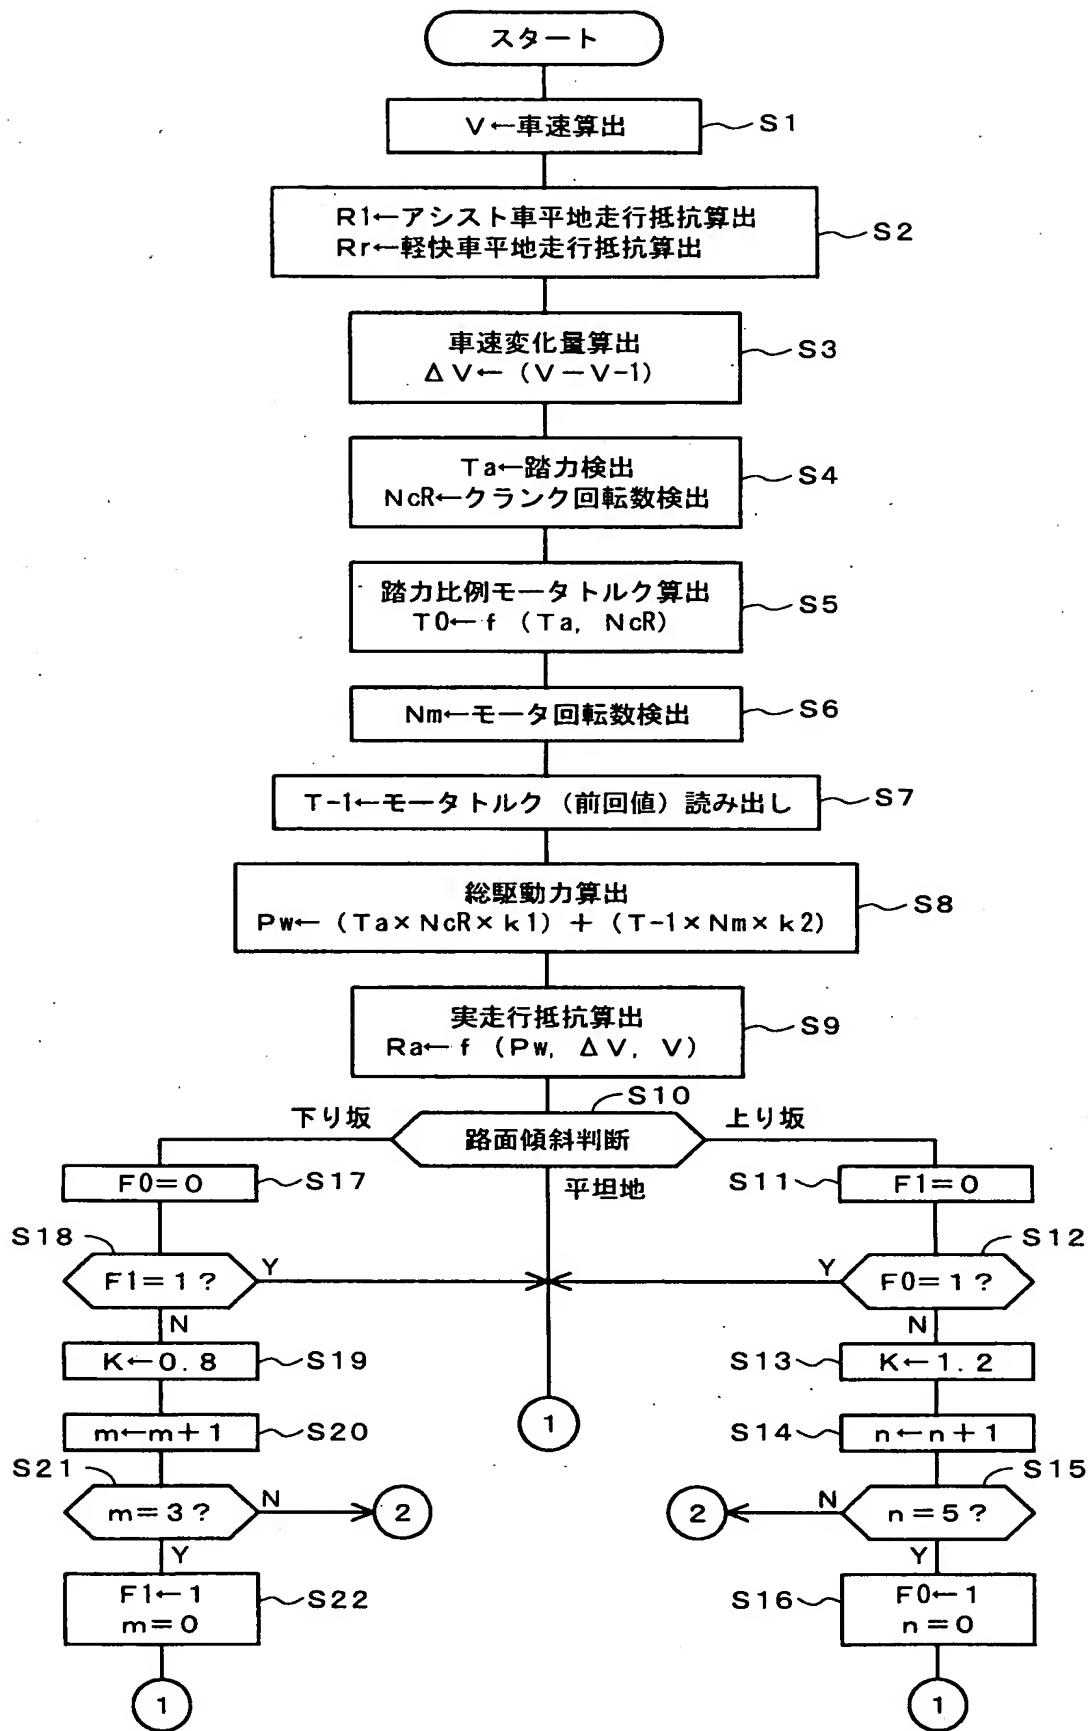 スタート
V←車速算出
S1
R1←アシスト車平地走行抵抗算出
Rr←軽快車平地走行抵抗算出
S2
車速変化量算出
ΔV←(V−V-1)
S3
Ta←踏力検出
NcR←クランク回転数検出
S4
踏力比例モータトルク算出
T0←f (Ta, NcR)
S5
Nm←モータ回転数検出
S6
T-1←モータトルク(前回値)読み出し
S7
総駆動力算出
Pw←(Ta×NcR×k1)+(T-1×Nm×k2)
S8
実走行抵抗算出
Ra←f (Pw, ΔV, V)
S9
S10
下り坂
路面傾斜判断
上り坂
平坦地
F0=0
S17
S11
F1=0
S18
F1=1?
Y
N
S12
F0=1?
Y
N
K←0.8
S19
S13
K←1.2
m←m+1
S20
1
S14
n←n+1
S21
m=3?
N
2
Y
S15
2
N
n=5?
Y
F1←1
m=0
S22
S16
F0←1
n=0
1
1